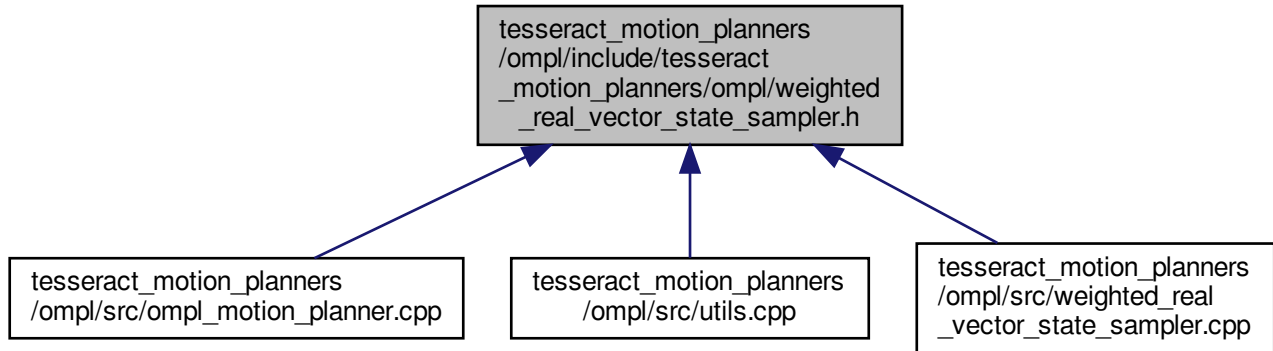 tesseract_motion_planners
/ompl/include/tesseract
_motion_planners/ompl/weighted
_real_vector_state_sampler.h
tesseract_motion_planners
/ompl/src/ompl_motion_planner.cpp
tesseract_motion_planners
/ompl/src/utils.cpp
tesseract_motion_planners
/ompl/src/weighted_real
_vector_state_sampler.cpp